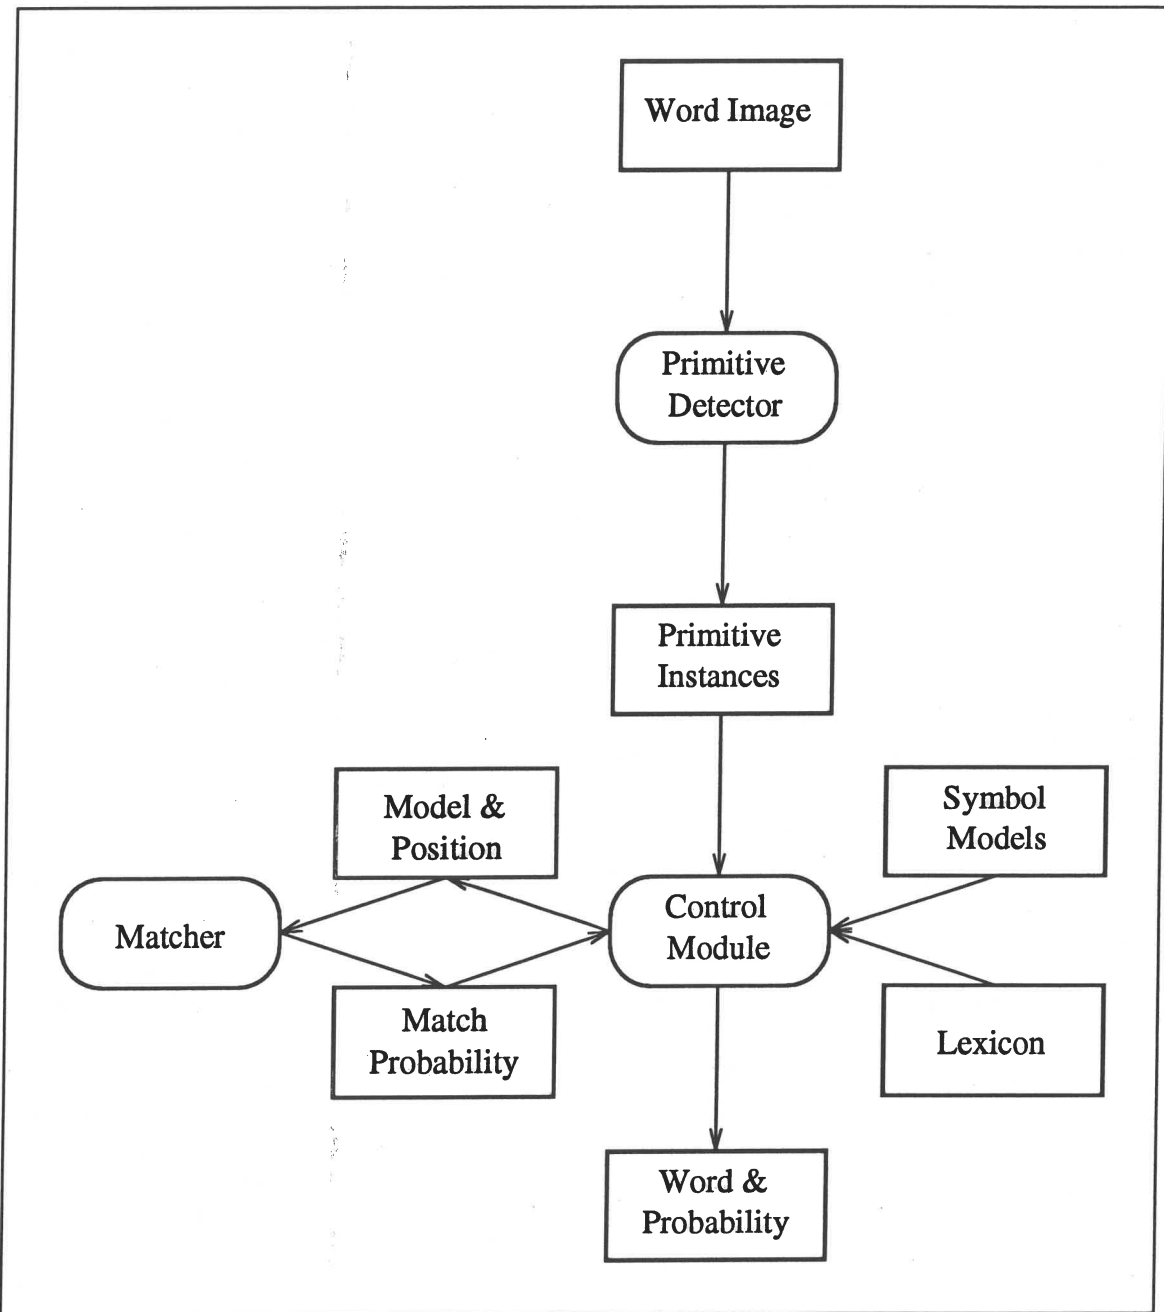 Word Image
Primitive
Detector
Primitive
Instances
Model &
Position
Symbol
Models
Matcher
Control
Module
Match
Probability
Lexicon
Word &
Probability